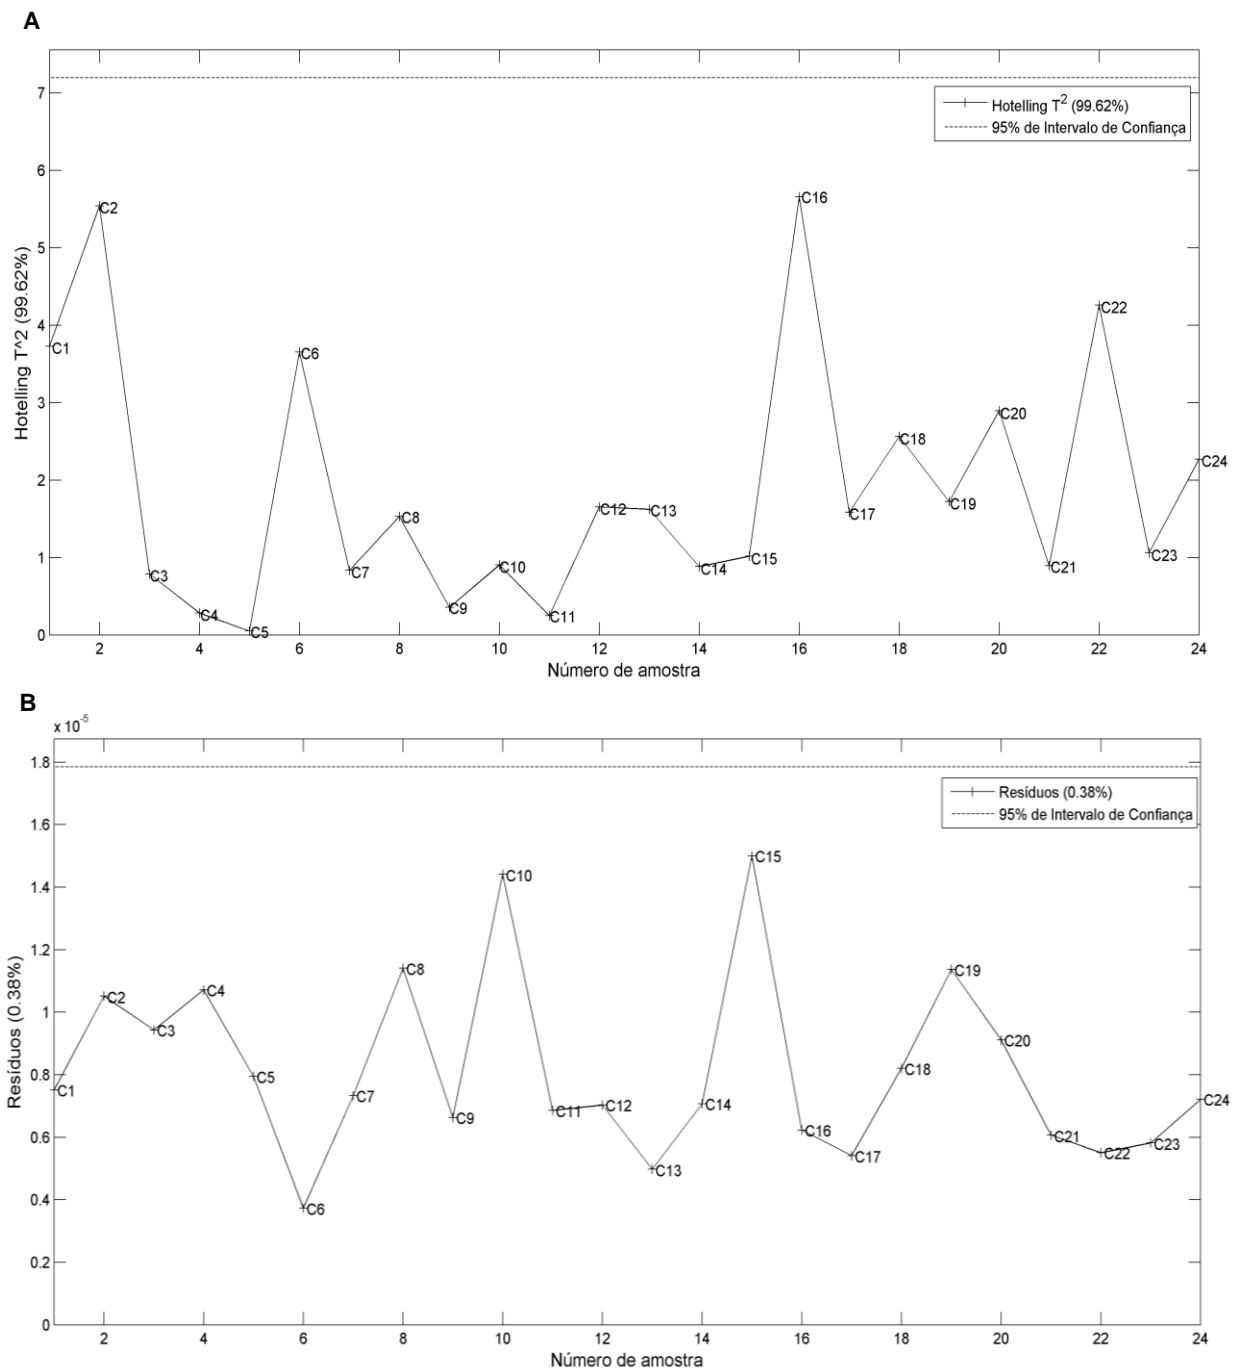 A
Hotelling T^2 (99.62%)
7
6
5
4
3
2
1
0
Hotelling T² (99.62%)
95% de Intervalo de Confiança
C1
C2
C3
C4
C5
C6
C7
C8
C9
C10
C11
C12
C13
C14
C15
C16
C17
C18
C19
C20
C21
C22
C23
C24
2 4 6 8 10 12 14 16 18 20 22 24
Número de amostra
B
x 10⁻⁵
Resíduos (0.38%)
1.8
1.6
1.4
1.2
1
0.8
0.6
0.4
0.2
0
Resíduos (0.38%)
95% de Intervalo de Confiança
C1
C2
C3
C4
C5
C6
C7
C8
C9
C10
C11
C12
C13
C14
C15
C16
C17
C18
C19
C20
C21
C22
C23
C24
2 4 6 8 10 12 14 16 18 20 22 24
Número de amostra